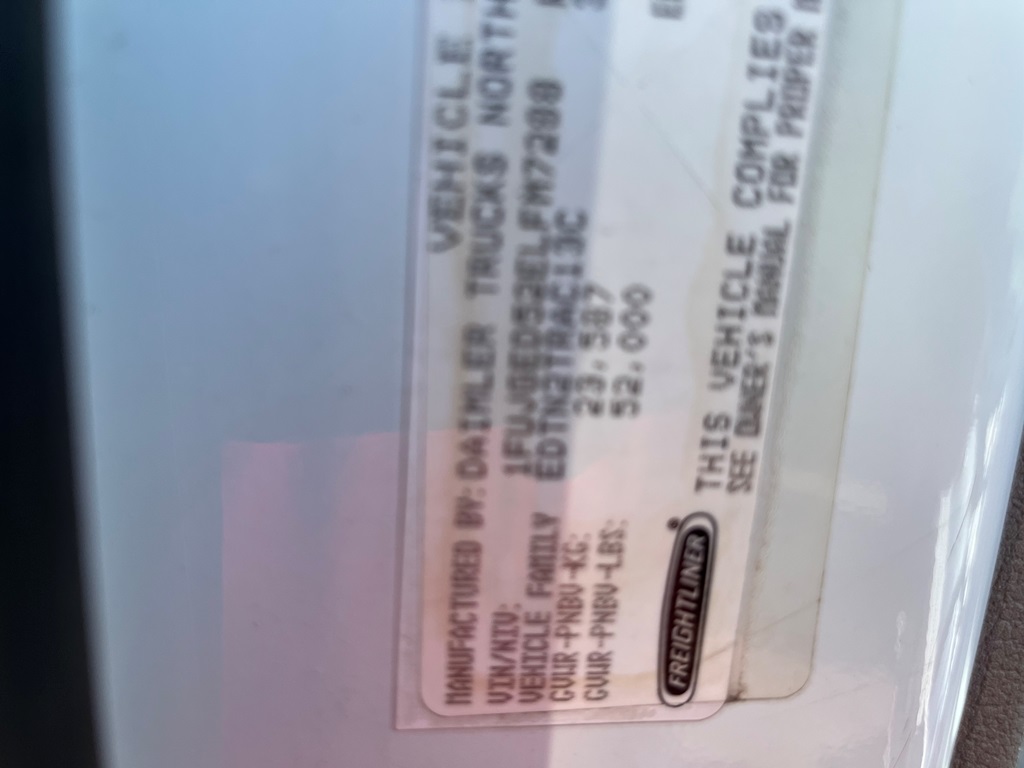 VEHICLE
MANUFACTURED BY: DAIMLER TRUCKS NORTH
VIN/NIV:
VEHICLE FAMILY EDTN2TRAC13C
GVWR-PNBV-KG: 23,587
GVWR-PNBV-LBS: 52,000
FREIGHTLINER
THIS VEHICLE COMPLIES
SEE OWNER'S MANUAL FOR PROPER